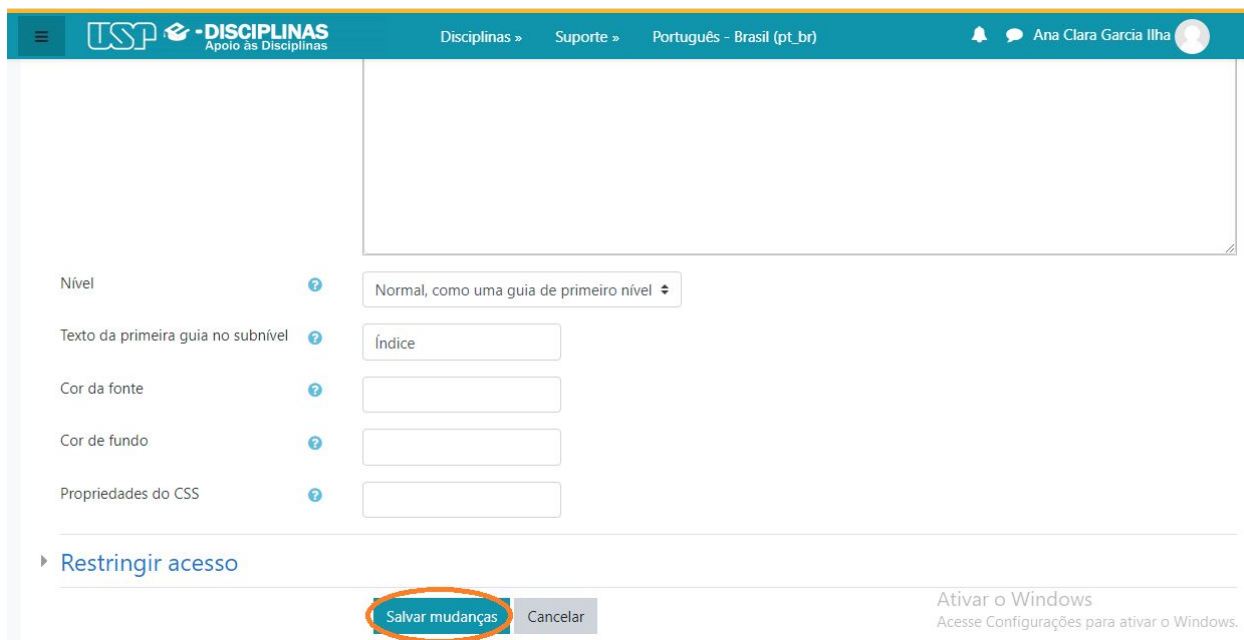 USP e-DISCIPLINAS
Apoio às Disciplinas
Disciplinas » Suporte » Português - Brasil (pt_br) Ana Clara Garcia Ilha
Nível
Normal, como uma guia de primeiro nível
Texto da primeira guia no subnível
Índice
Cor da fonte
Cor de fundo
Propriedades do CSS
Restringir acesso
Salvar mudanças Cancelar
Ativar o Windows
Acesse Configurações para ativar o Windows.